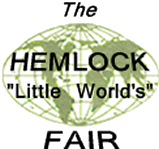 The
HEMLOCK
"Little World's"
FAIR